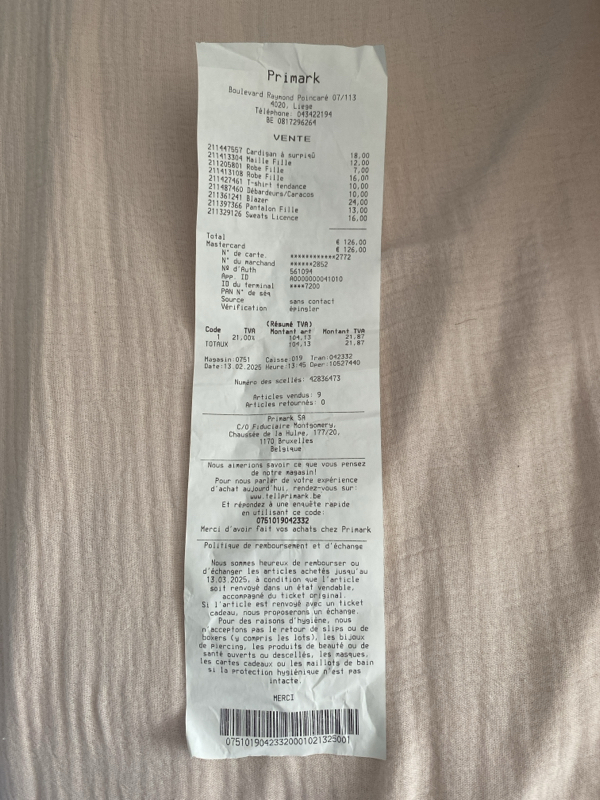 Primark
Boulevard Raymond Poincaré 07/113
4020, Liège
Téléphone: 043422194
BE 0817296264
VENTE
211447657 Cardigan à surpiqû 18,00
211413304 Maille Fille 12,00
211205801 Robe Fille 7,00
211413108 Robe Fille 16,00
211427461 T-shirt tendance 10,00
211487460 Débardeurs/Caracos 10,00
211361241 Blazer 24,00
211397366 Pantalon Fille 13,00
211329126 Sweats Licence 16,00
Total € 126,00
Mastercard € 126,00
N° de carte. ************2772
N° du marchand ******2852
Nº d'Auth 561094
App. ID A0000000041010
ID du terminal ****7200
PAN N° de séq
Source sans contact
Vérification épingler
(Résumé TVA)
Code TVA Montant art Montant TVA
1 21,00% 104,13 21,87
TOTAUX 104,13 21,87
Magasin:0751 Caisse:019 Tran:042332
Date:13.02.2025 Heure:13:45 Oper:10527440
Numéro des scellés: 42836473
Articles vendus: 9
Articles retournés: 0
Primark SA
C/O Fiduciaire Montgomery,
Chaussée de la Hulpe, 177/20,
1170 Bruxelles
Belgique
Nous aimerions savoir ce que vous pensez
de notre magasin!
Pour nous parler de votre expérience
d'achat aujourd'hui, rendez-vous sur:
www.tellprimark.be
Et répondez à une enquête rapide
en utilisant ce code:
0751019042332
Merci d'avoir fait vos achats chez Primark
Politique de remboursement et d'échange
Nous sommes heureux de rembourser ou
d'échanger les articles achetés jusqu'au
13.03.2025, à condition que l'article
soit renvoyé dans un état vendable,
accompagné du ticket original.
Si l'article est renvoyé avec un ticket
cadeau, nous proposerons un échange.
Pour des raisons d'hygiène, nous
n'acceptons pas le retour de slips ou de
boxers (y compris les lots), les bijoux
de piercing, les produits de beauté ou de
santé ouverts ou descellés, les masques,
les cartes cadeaux ou les maillots de bain
si la protection hygiénique n'est pas
intacte.
MERCI
07510190423320001021325001